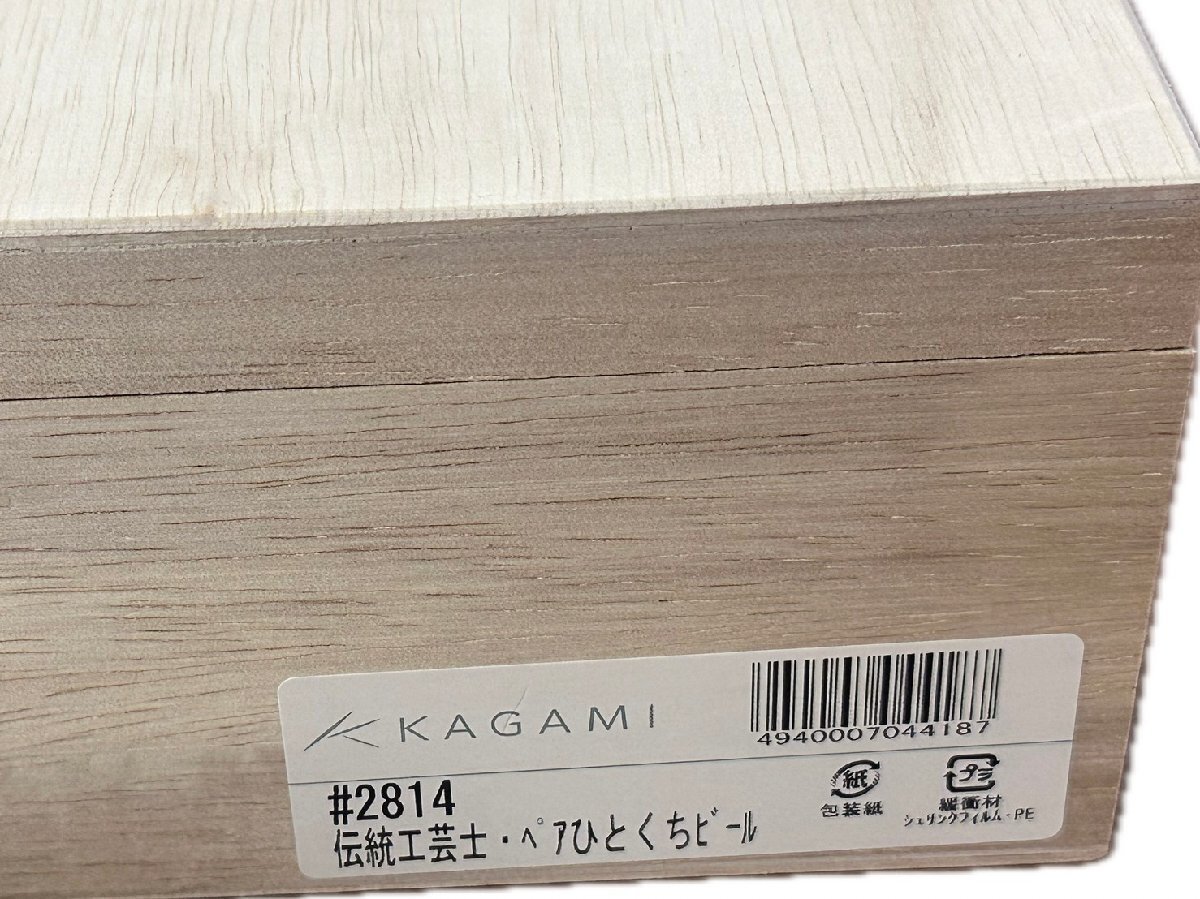 KAGAMI
4940007044187
#2814
伝統工芸士・ペアひとくちビール
紙
包装紙
プラ
緩衝材
シュリンクフィルム・PE